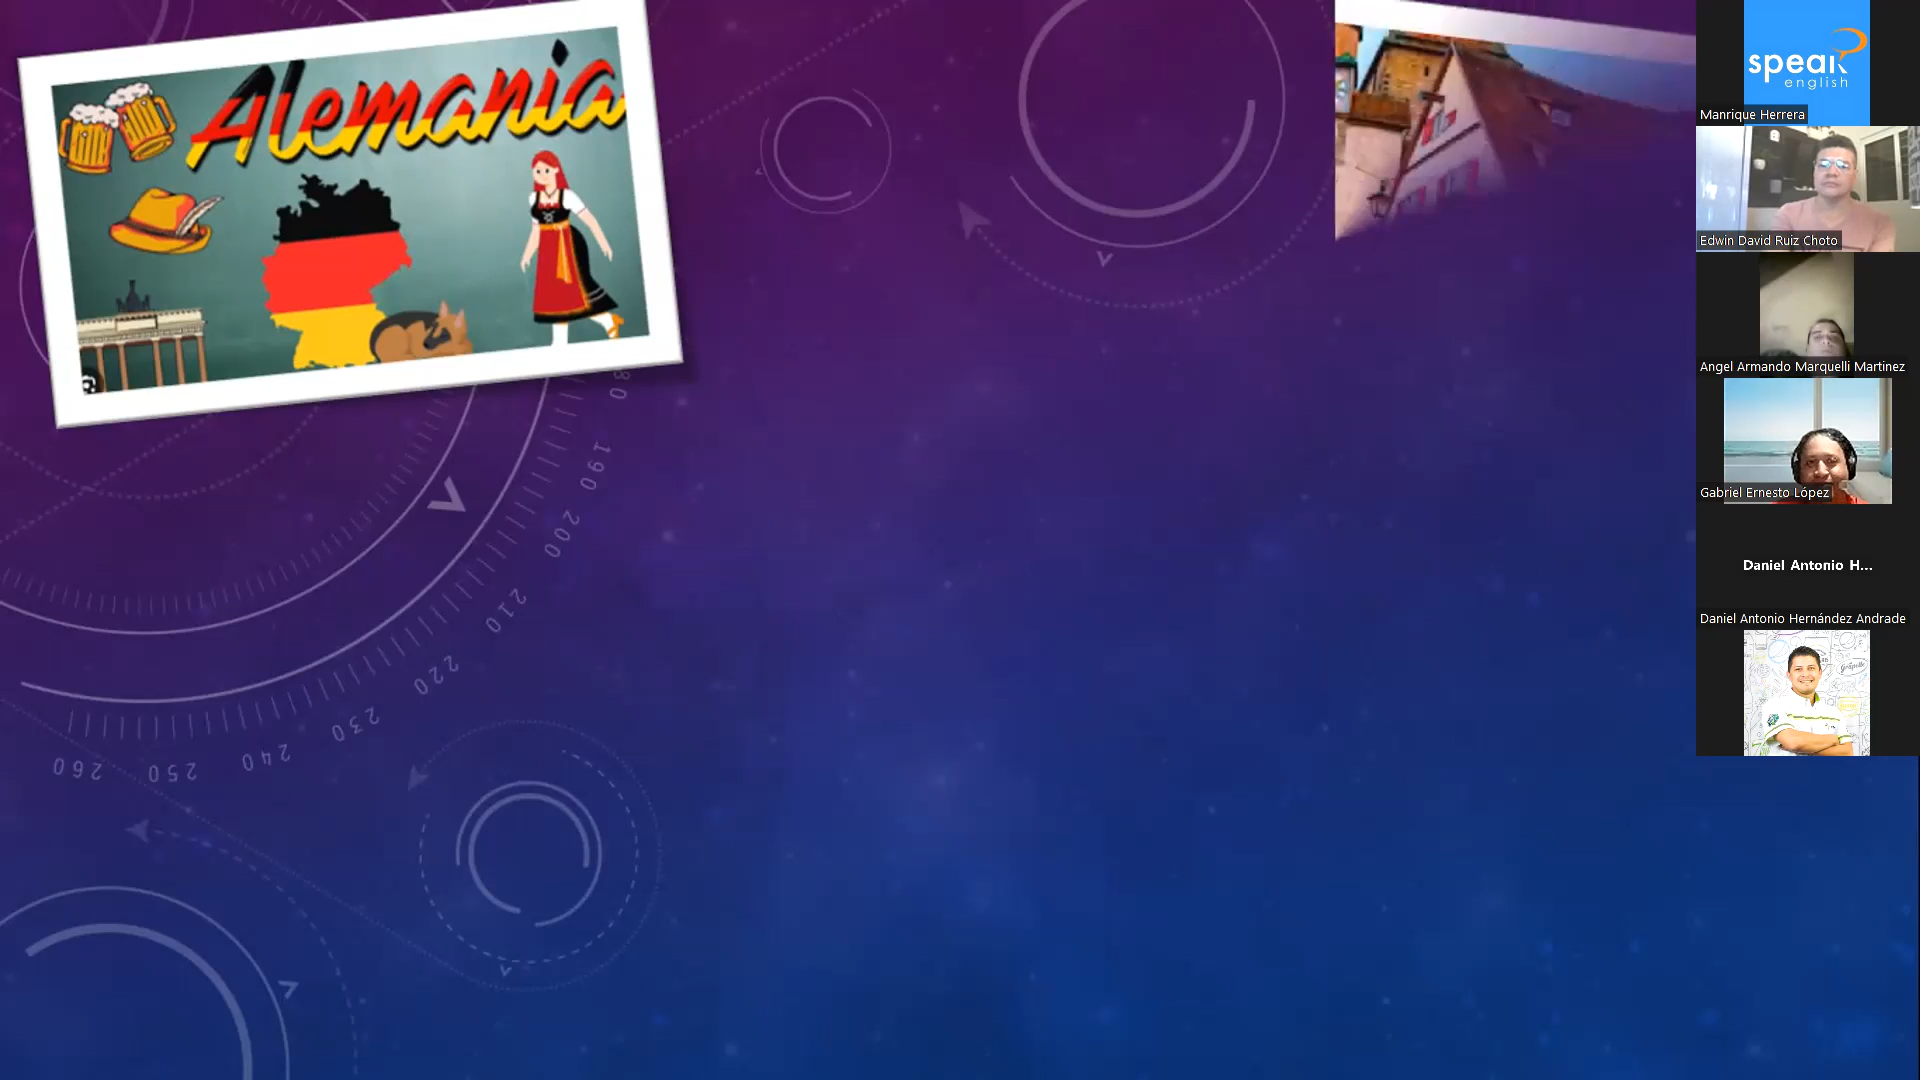 Alemania
80
190
200
210
220
230
240
250
260
speak
english
Manrique Herrera
Edwin David Ruiz Choto
Angel Armando Marquelli Martinez
Gabriel Ernesto López
Daniel Antonio H...
Daniel Antonio Hernández Andrade